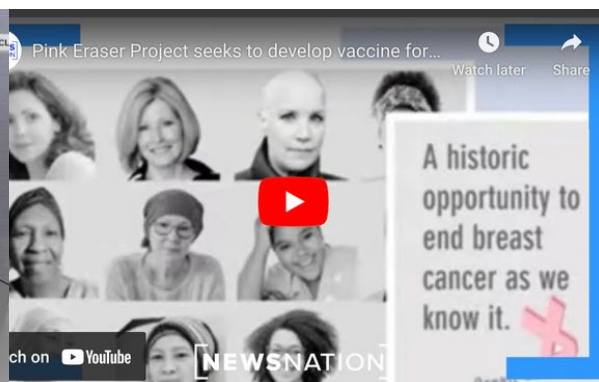 Pink Eraser Project seeks to develop vaccine for...
Watch later
Share
A historic
opportunity to
end breast
cancer as we
know it.
ch on YouTube
NEWSNATION